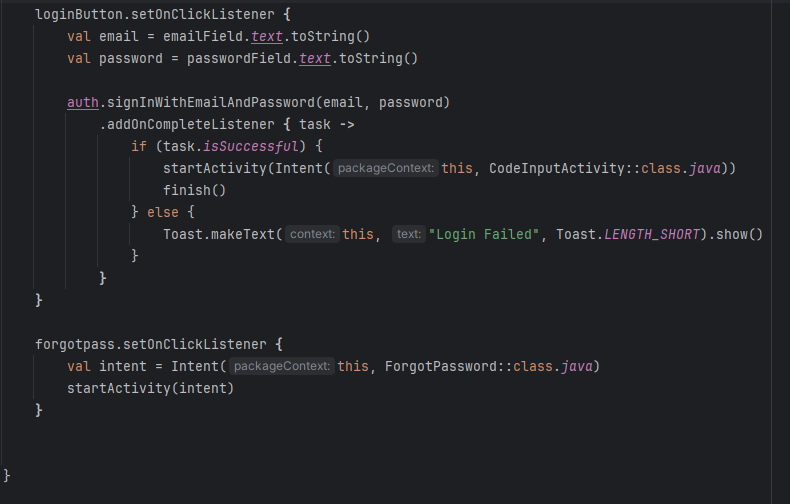 loginButton.setOnClickListener {
val email = emailField.text.toString()
val password = passwordField.text.toString()
auth.signInWithEmailAndPassword(email, password)
.addOnCompleteListener { task ->
if (task.isSuccessful) {
startActivity(Intent( packageContext: this, CodeInputActivity::class.java))
finish()
} else {
Toast.makeText( context: this, text: "Login Failed", Toast.LENGTH_SHORT).show()
}
}
}
forgotpass.setOnClickListener {
val intent = Intent( packageContext: this, ForgotPassword::class.java)
startActivity(intent)
}
}